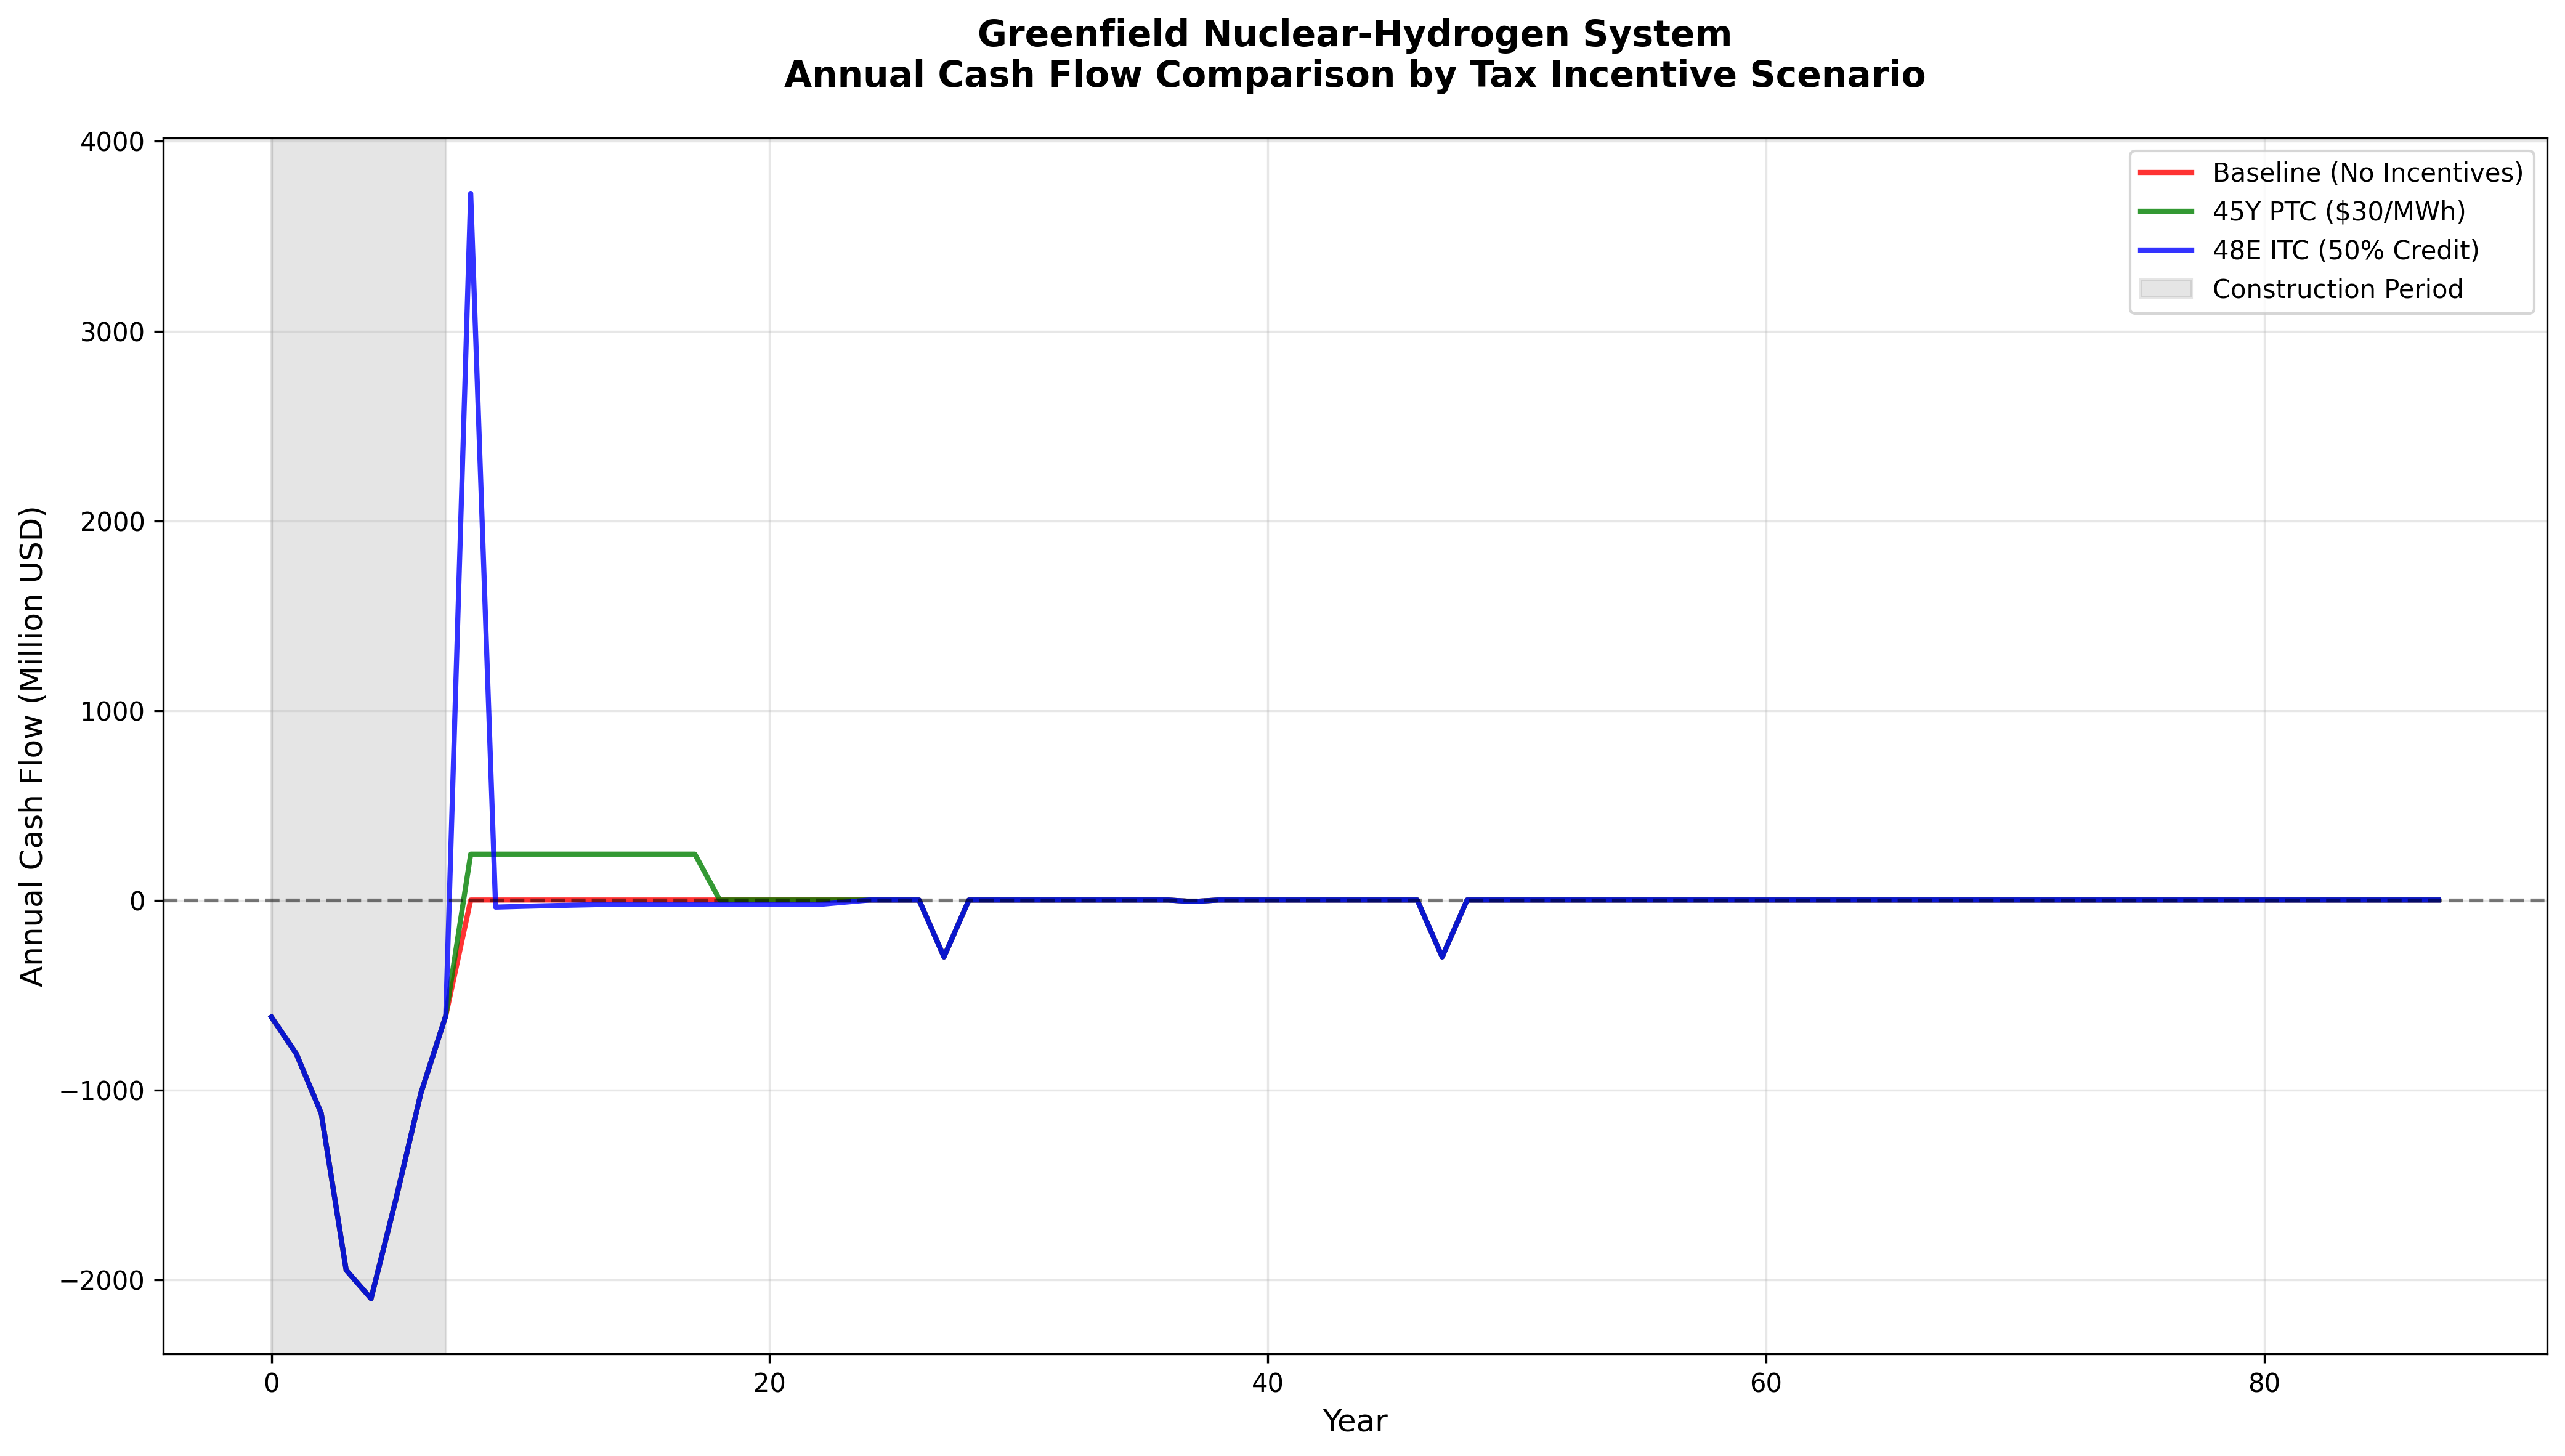 Greenfield Nuclear-Hydrogen System
Annual Cash Flow Comparison by Tax Incentive Scenario
Annual Cash Flow (Million USD)
4000
3000
2000
1000
0
−1000
−2000
Baseline (No Incentives)
45Y PTC ($30/MWh)
48E ITC (50% Credit)
Construction Period
0
20
40
60
80
Year